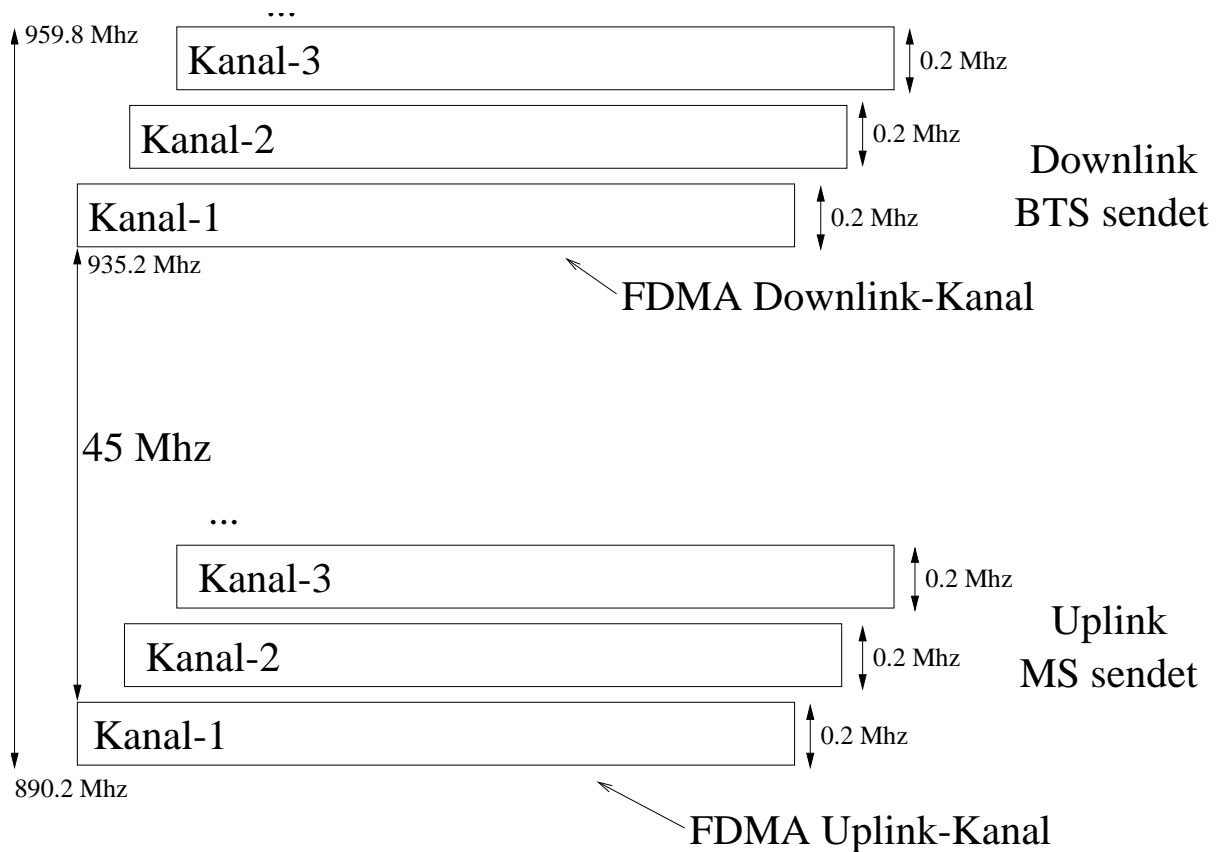 ...
959.8 Mhz
Kanal-3
0.2 Mhz
Kanal-2
0.2 Mhz
Downlink
BTS sendet
Kanal-1
0.2 Mhz
935.2 Mhz
FDMA Downlink-Kanal
45 Mhz
...
Kanal-3
0.2 Mhz
Kanal-2
0.2 Mhz
Uplink
MS sendet
Kanal-1
0.2 Mhz
890.2 Mhz
FDMA Uplink-Kanal